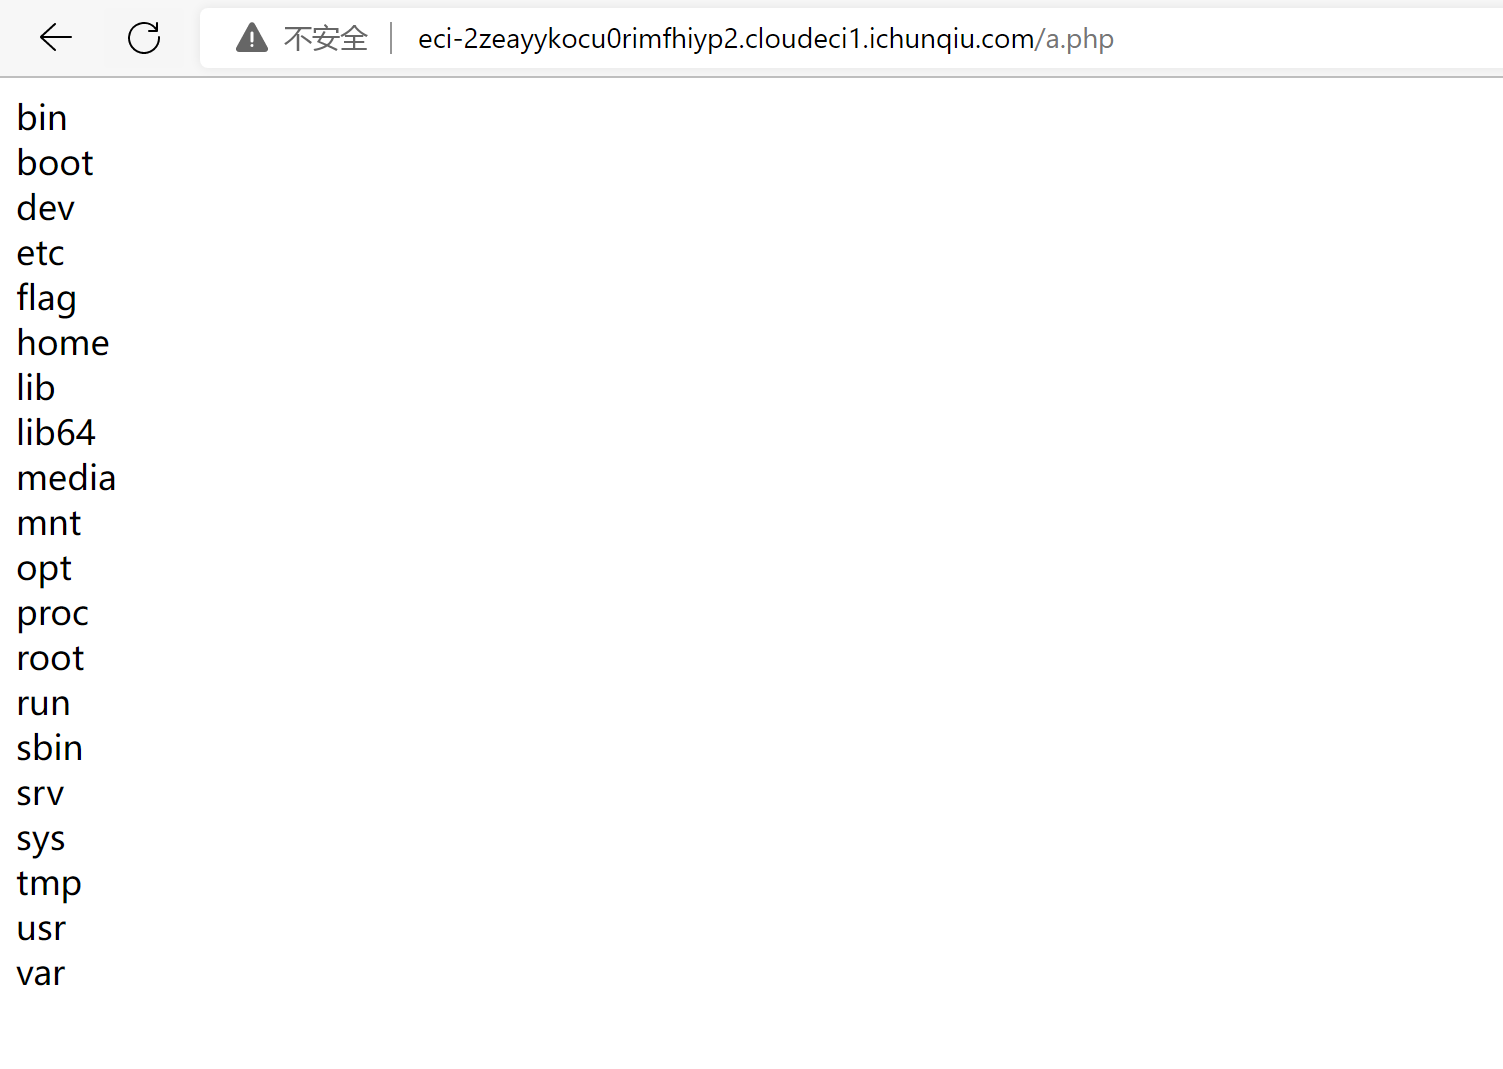 不安全 eci-2zeayykocu0rimfhiyp2.cloudeci1.ichunqiu.com/a.php
bin
boot
dev
etc
flag
home
lib
lib64
media
mnt
opt
proc
root
run
sbin
srv
sys
tmp
usr
var